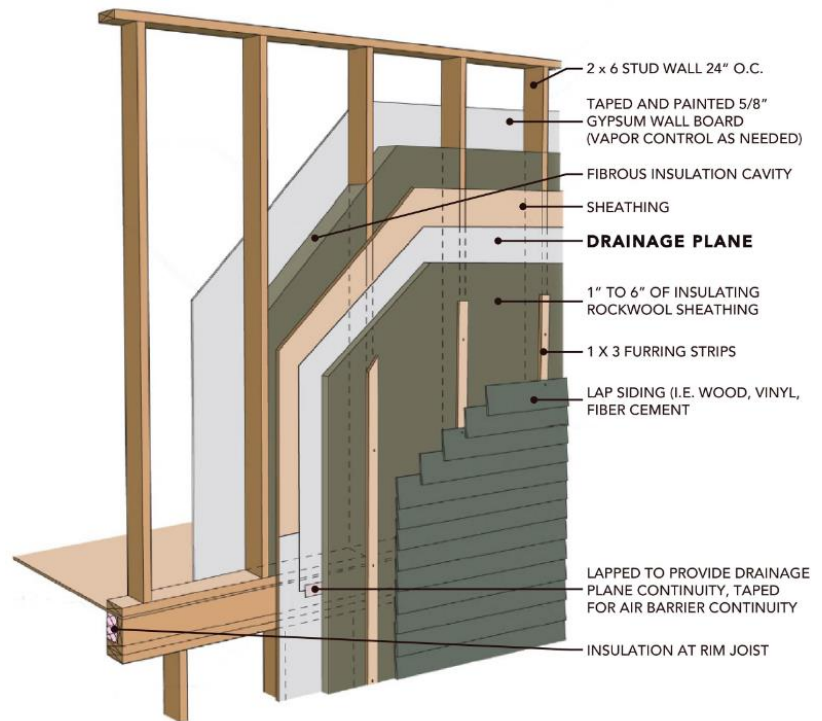 2 x 6 STUD WALL 24" O.C.
TAPED AND PAINTED 5/8"
GYPSUM WALL BOARD
(VAPOR CONTROL AS NEEDED)
FIBROUS INSULATION CAVITY
SHEATHING
DRAINAGE PLANE
1" TO 6" OF INSULATING
ROCKWOOL SHEATHING
1 X 3 FURRING STRIPS
LAP SIDING (I.E. WOOD, VINYL,
FIBER CEMENT
LAPPED TO PROVIDE DRAINAGE
PLANE CONTINUITY, TAPED
FOR AIR BARRIER CONTINUITY
INSULATION AT RIM JOIST